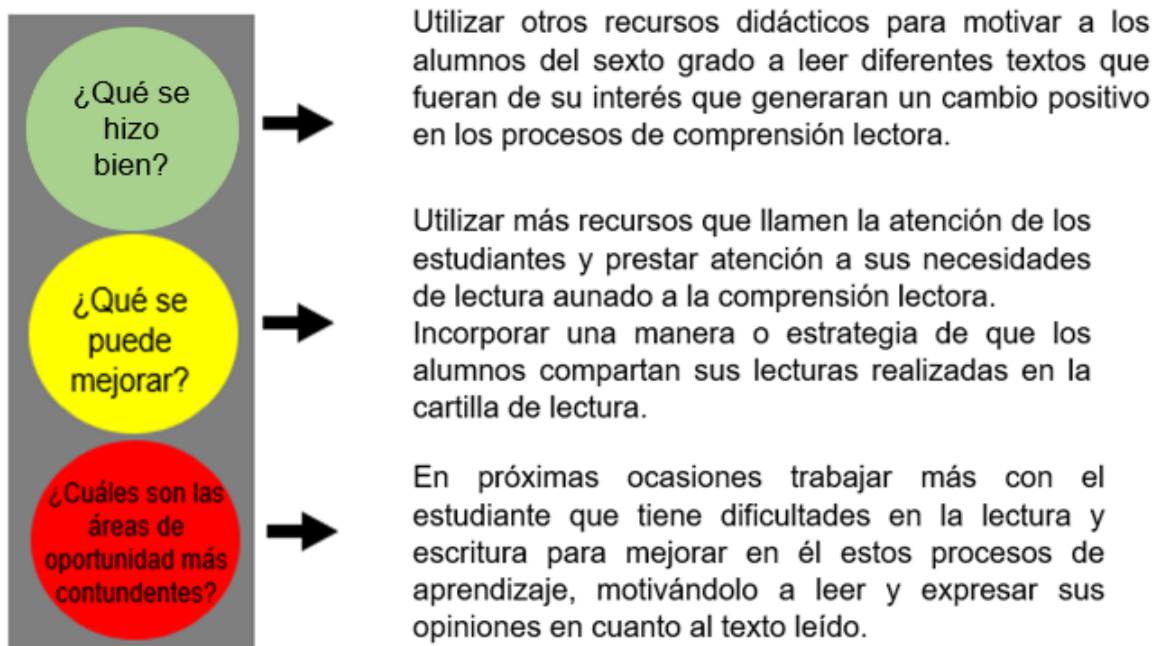 ¿Qué se
hizo
bien?
Utilizar otros recursos didácticos para motivar a los
alumnos del sexto grado a leer diferentes textos que
fueran de su interés que generaran un cambio positivo
en los procesos de comprensión lectora.
¿Qué se
puede
mejorar?
Utilizar más recursos que llamen la atención de los
estudiantes y prestar atención a sus necesidades
de lectura aunado a la comprensión lectora.
Incorporar una manera o estrategia de que los
alumnos compartan sus lecturas realizadas en la
cartilla de lectura.
¿Cuáles son las
áreas de
oportunidad más
contundentes?
En próximas ocasiones trabajar más con el
estudiante que tiene dificultades en la lectura y
escritura para mejorar en él estos procesos de
aprendizaje, motivándolo a leer y expresar sus
opiniones en cuanto al texto leído.